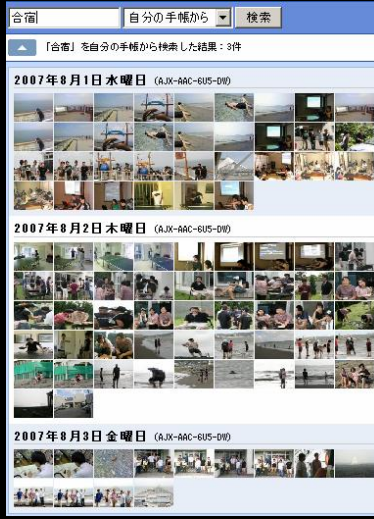 合宿 自分の手帳から 検索
「合宿」を自分の手帳から検索した結果：3件
2007年8月1日水曜日 (AJX-AAC-6U5-DW)
2007年8月2日木曜日 (AJX-AAC-6U5-DW)
2007年8月3日金曜日 (AJX-AAC-6U5-DW)